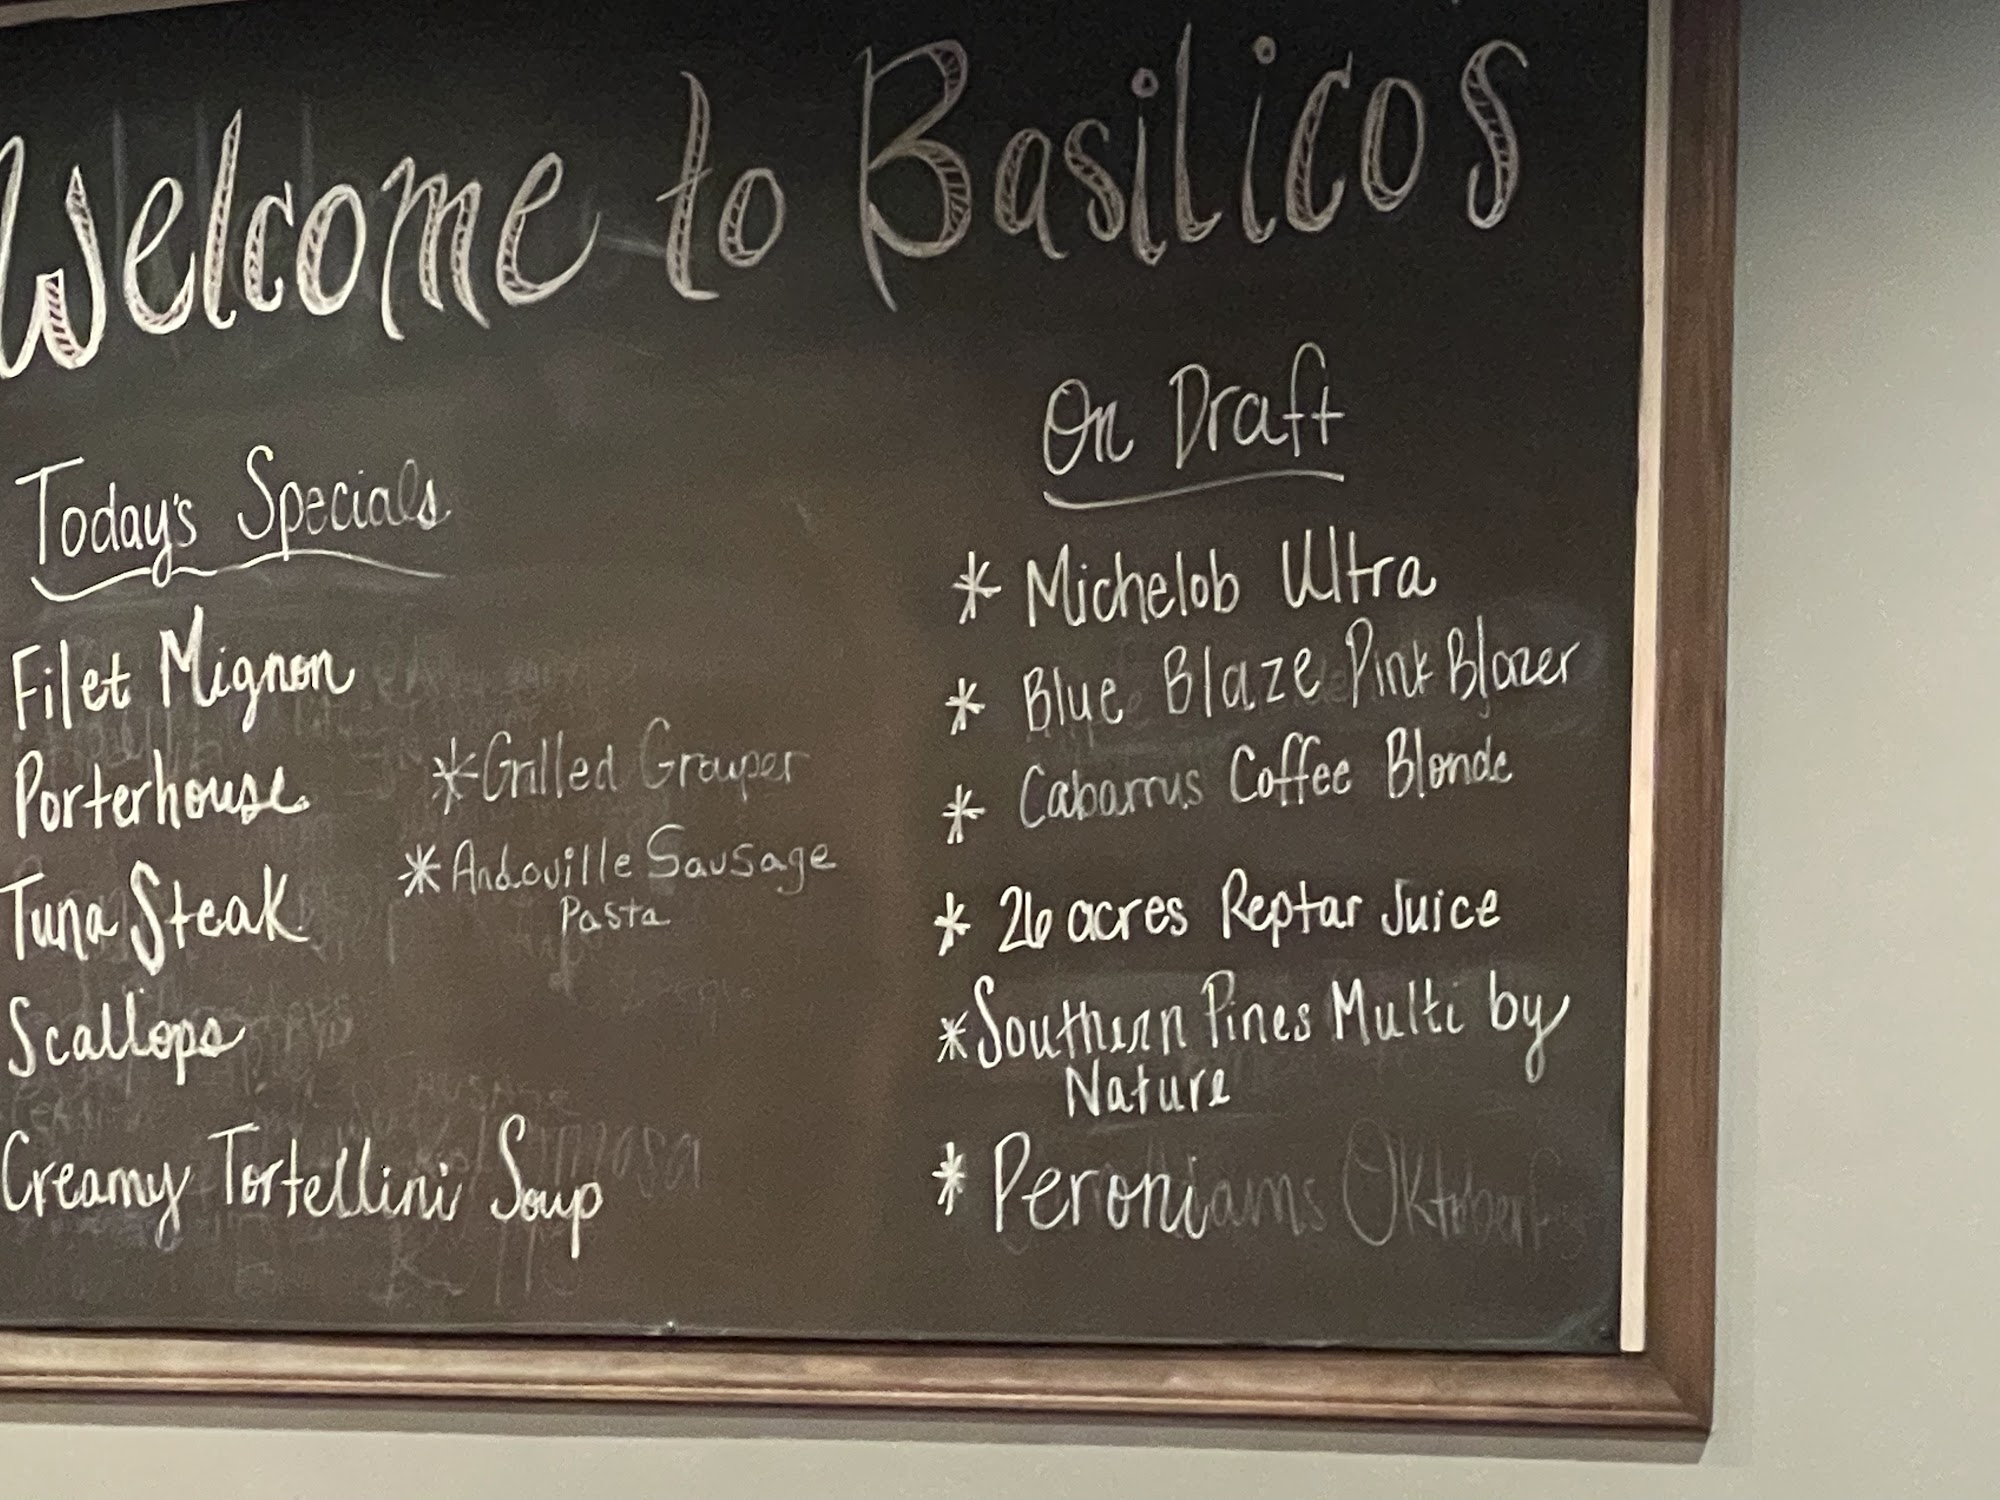 Welcome to Basilicos
Today's Specials
Filet Mignon
Porterhouse
Tuna Steak
Scallops
Creamy Tortellini Soup
*Grilled Grouper
*Andouille Sausage
Pasta
On Draft
* Michelob Ultra
* Blue Blaze Pink Blazer
* Cabarrus Coffee Blonde
* 26 acres Reptar Juice
*Southern Pines Multi by
Nature
* Peroni